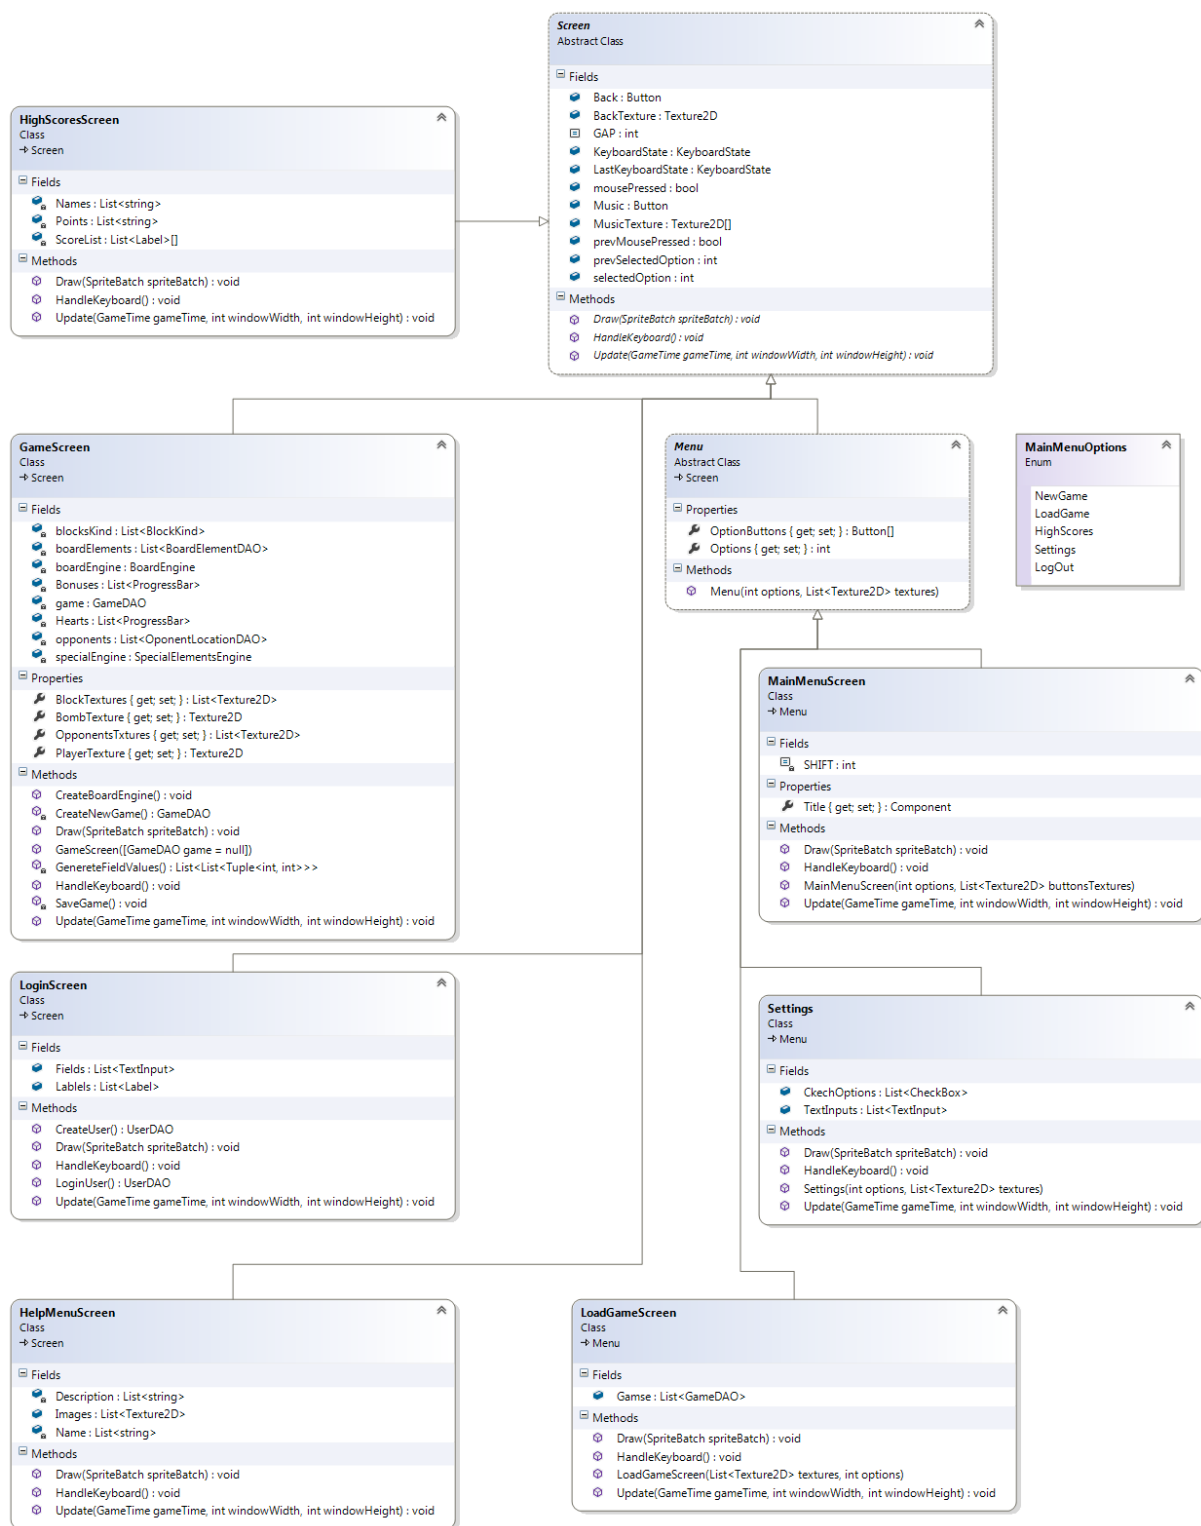 Screen
Abstract Class
Fields
Back : Button
BackTexture : Texture2D
GAP : int
KeyboardState : KeyboardState
LastKeyboardState : KeyboardState
mousePressed : bool
Music : Button
MusicTexture : Texture2D[]
prevMousePressed : bool
prevSelectedOption : int
selectedOption : int
Methods
Draw(SpriteBatch spriteBatch) : void
HandleKeyboard() : void
Update(GameTime gameTime, int windowWidth, int windowHeight) : void
HighScoresScreen
Class
Screen
Fields
Names : List<string>
Points : List<string>
ScoreList : List<Label>[]
Methods
Draw(SpriteBatch spriteBatch) : void
HandleKeyboard() : void
Update(GameTime gameTime, int windowWidth, int windowHeight) : void
GameScreen
Class
Screen
Fields
blocksKind : List<BlockKind>
boardElements : List<BoardElementDAO>
boardEngine : BoardEngine
Bonuses : List<ProgressBar>
game : GameDAO
Hearts : List<ProgressBar>
opponents : List<OponentLocationDAO>
specialEngine : SpecialElementsEngine
Properties
BlockTextures { get; set; } : List<Texture2D>
BombTexture { get; set; } : Texture2D
OpponentsTxtures { get; set; } : List<Texture2D>
PlayerTexture { get; set; } : Texture2D
Methods
CreateBoardEngine() : void
CreateNewGame() : GameDAO
Draw(SpriteBatch spriteBatch) : void
GameScreen([GameDAO game = null])
GenereteFieldValues() : List<List<Tuple<int, int>>>
HandleKeyboard() : void
SaveGame() : void
Update(GameTime gameTime, int windowWidth, int windowHeight) : void
Menu
Abstract Class
Screen
Properties
OptionButtons { get; set; } : Button[]
Options { get; set; } : int
Methods
Menu(int options, List<Texture2D> textures)
MainMenuOptions
Enum
NewGame
LoadGame
HighScores
Settings
LogOut
MainMenuScreen
Class
Menu
Fields
SHIFT : int
Properties
Title { get; set; } : Component
Methods
Draw(SpriteBatch spriteBatch) : void
HandleKeyboard() : void
MainMenuScreen(int options, List<Texture2D> buttonsTextures)
Update(GameTime gameTime, int windowWidth, int windowHeight) : void
LoginScreen
Class
Screen
Fields
Fields : List<TextInput>
Lablels : List<Label>
Methods
CreateUser() : UserDAO
Draw(SpriteBatch spriteBatch) : void
HandleKeyboard() : void
LoginUser() : UserDAO
Update(GameTime gameTime, int windowWidth, int windowHeight) : void
Settings
Class
Menu
Fields
CkechOptions : List<CheckBox>
TextInputs : List<TextInput>
Methods
Draw(SpriteBatch spriteBatch) : void
HandleKeyboard() : void
Settings(int options, List<Texture2D> textures)
Update(GameTime gameTime, int windowWidth, int windowHeight) : void
HelpMenuScreen
Class
Screen
Fields
Description : List<string>
Images : List<Texture2D>
Name : List<string>
Methods
Draw(SpriteBatch spriteBatch) : void
HandleKeyboard() : void
Update(GameTime gameTime, int windowWidth, int windowHeight) : void
LoadGameScreen
Class
Menu
Fields
Gamse : List<GameDAO>
Methods
Draw(SpriteBatch spriteBatch) : void
HandleKeyboard() : void
LoadGameScreen(List<Texture2D> textures, int options)
Update(GameTime gameTime, int windowWidth, int windowHeight) : void